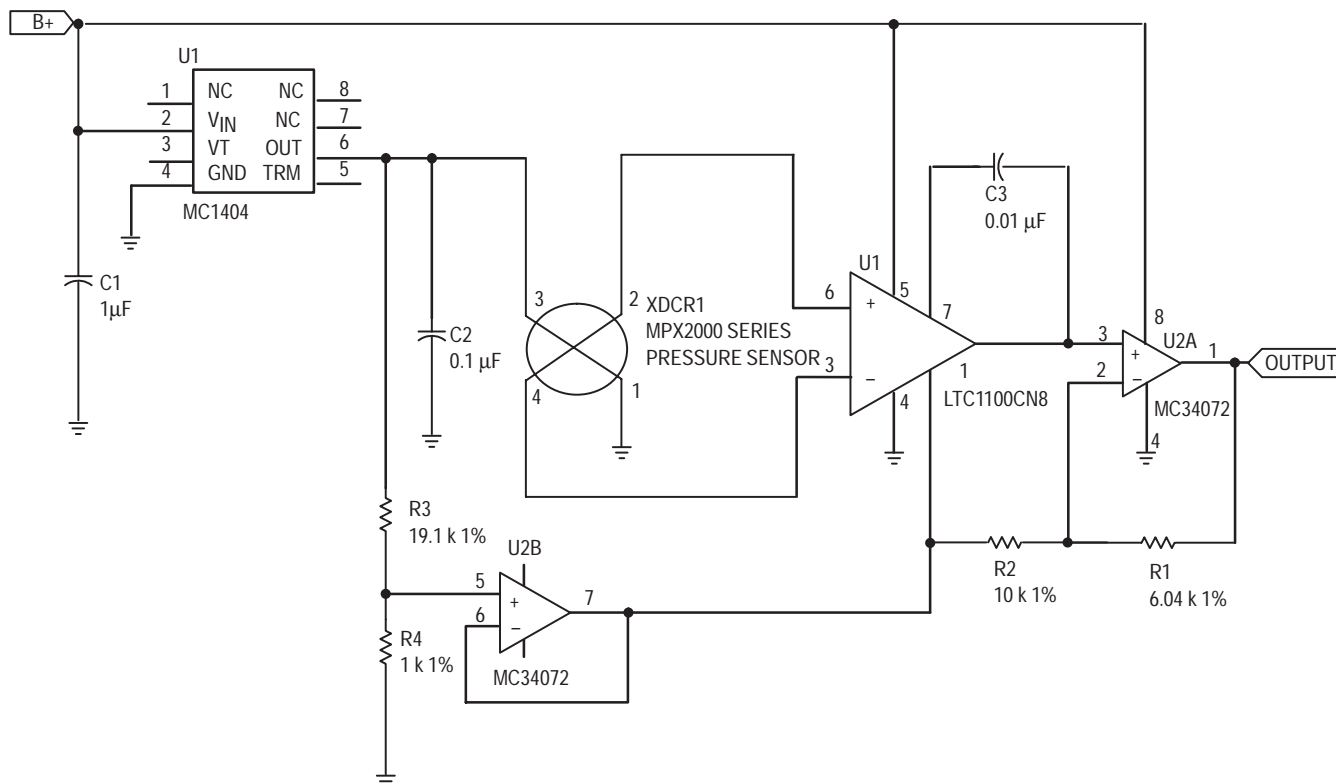 B+
U1
1 NC NC 8
2 VIN NC 7
3 VT OUT 6
4 GND TRM 5
MC1404
C1
1µF
C2
0.1 µF
3
2
4
1
XDCR1
MPX2000 SERIES
PRESSURE SENSOR
C3
0.01 µF
U1
6 + 5
7
3 −
1
4
LTC1100CN8
3 + 8
U2A
2 − 1
OUTPUT
MC34072
4
R3
19.1 k 1%
U2B
5 +
6 − 7
MC34072
R4
1 k 1%
R2
10 k 1%
R1
6.04 k 1%